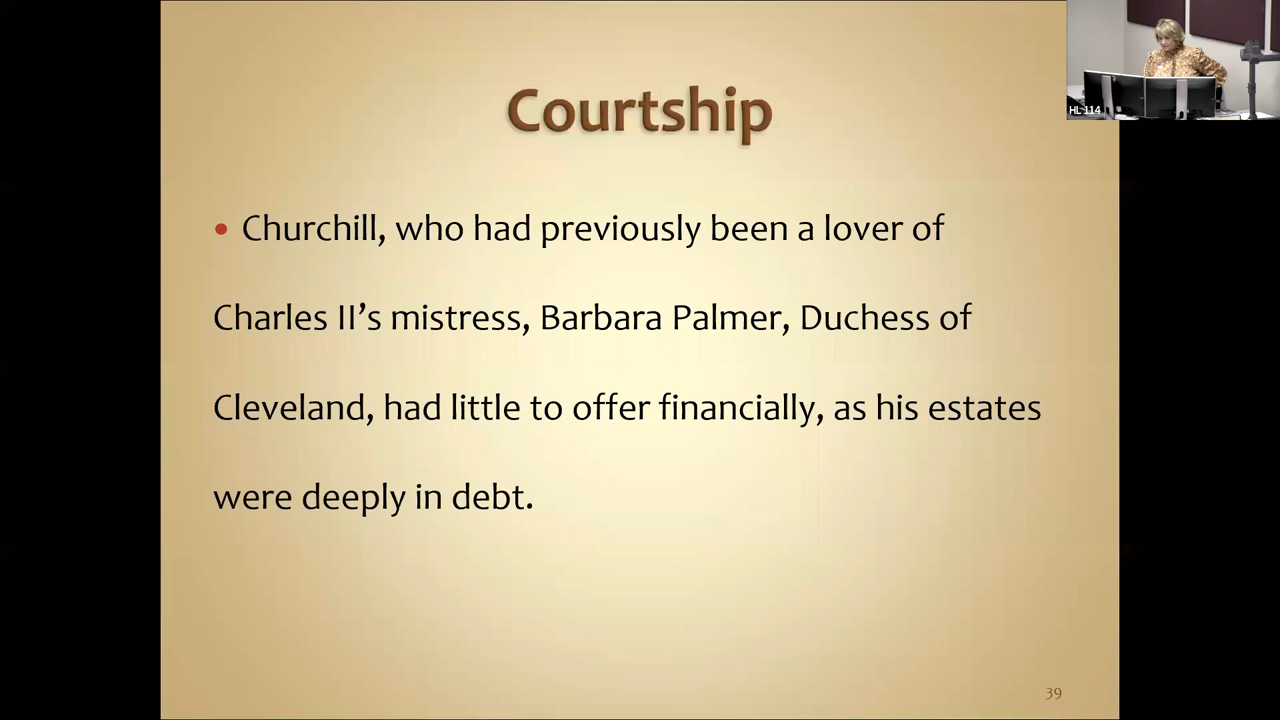 Courtship
• Churchill, who had previously been a lover of
Charles II’s mistress, Barbara Palmer, Duchess of
Cleveland, had little to offer financially, as his estates
were deeply in debt.
39
HL 114